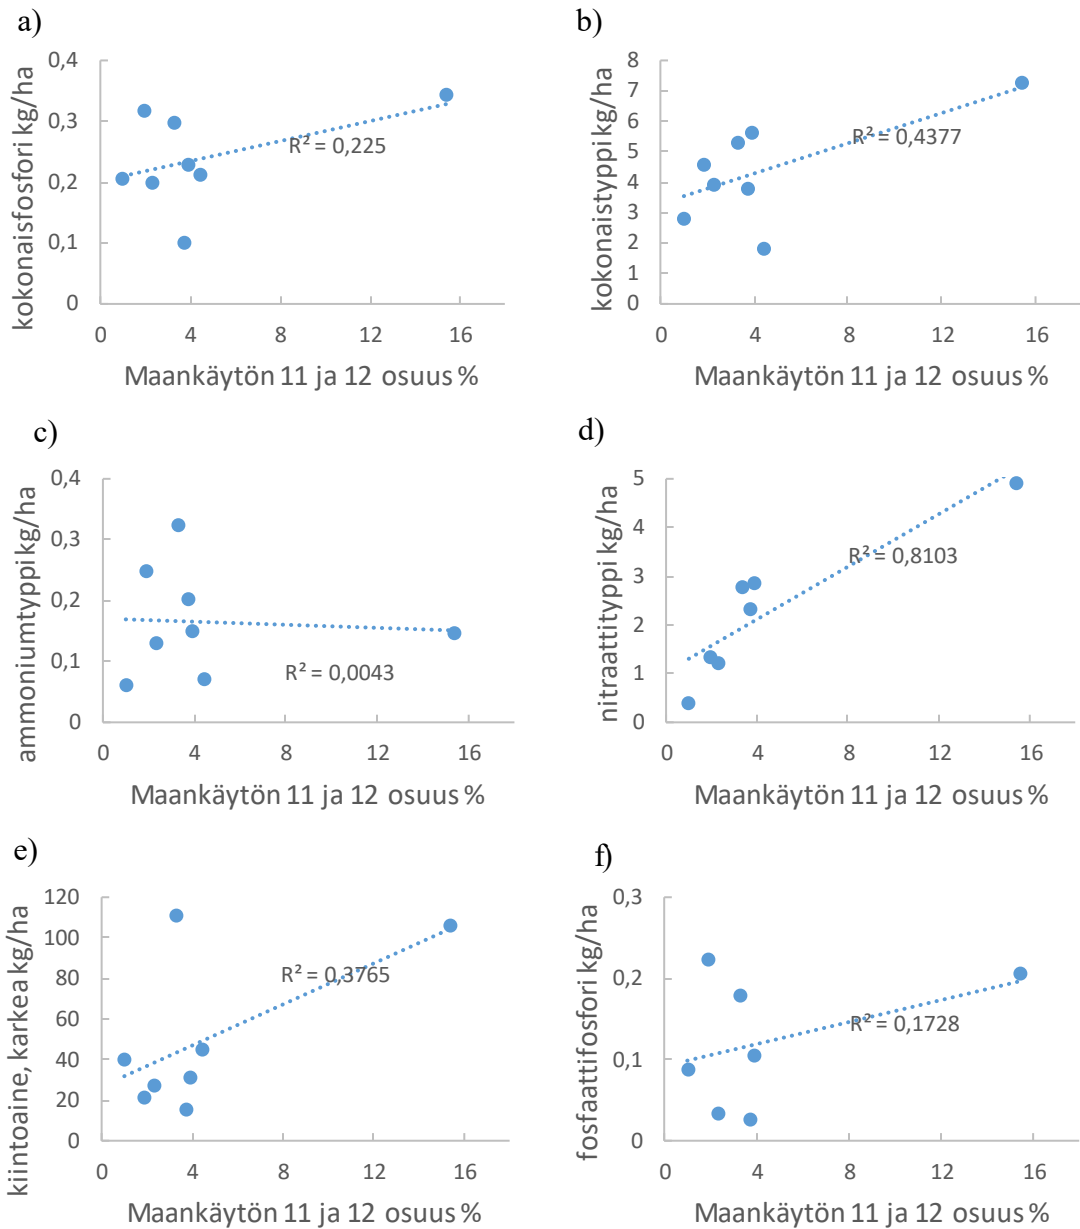 a)
kokonaisfosfori kg/ha
0,4
0,3
0,2
0,1
0
R² = 0,225
0 4 8 12 16
Maankäytön 11 ja 12 osuus %
b)
kokonaistyppi kg/ha
8
7
6
5
4
3
2
1
0
R² = 0,4377
0 4 8 12 16
Maankäytön 11 ja 12 osuus %
c)
ammoniumtyppi kg/ha
0,4
0,3
0,2
0,1
0
R² = 0,0043
0 4 8 12 16
Maankäytön 11 ja 12 osuus %
d)
nitraattityppi kg/ha
5
4
3
2
1
0
R² = 0,8103
0 4 8 12 16
Maankäytön 11 ja 12 osuus %
e)
kiintoaine, karkea kg/ha
120
100
80
60
40
20
0
R² = 0,3765
0 4 8 12 16
Maankäytön 11 ja 12 osuus %
f)
fosfaattifosfori kg/ha
0,3
0,2
0,1
0
R² = 0,1728
0 4 8 12 16
Maankäytön 11 ja 12 osuus %